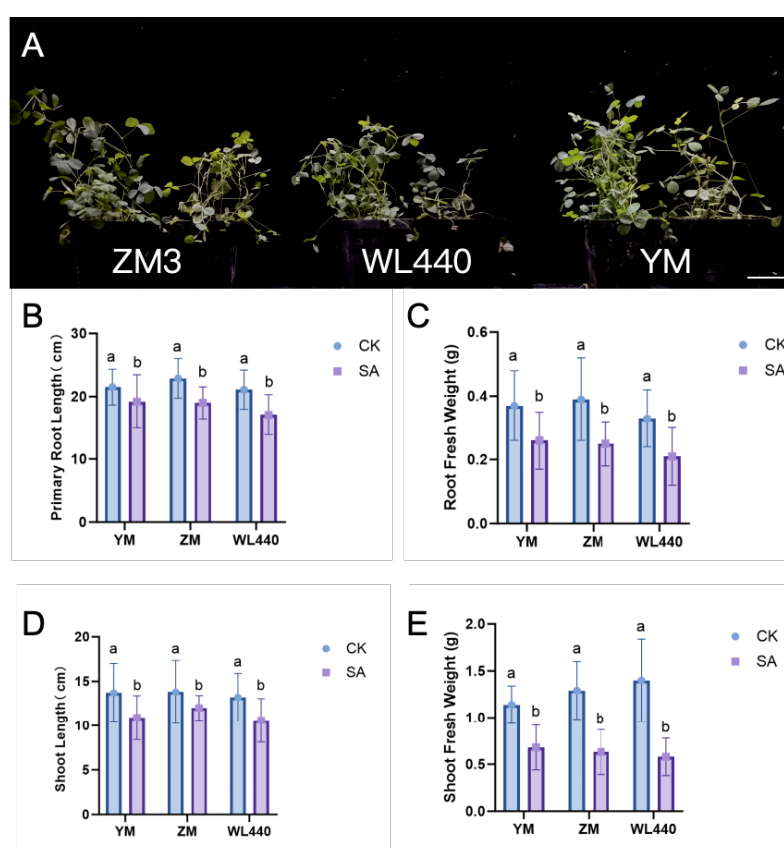 A
ZM3 WL440 YM
B
Primary Root Length( cm)
30
20
10
0
a b a b a b
YM ZM WL440
CK
SA
C
Root Fresh Weight (g)
0.6
0.4
0.2
0.0
a b a b a b
YM ZM WL440
CK
SA
D
Shoot Length( cm)
20
15
10
5
0
a b a b a b
YM ZM WL440
CK
SA
E
Shoot Fresh Weight (g)
2.0
1.5
1.0
0.5
0.0
a b a b a b
YM ZM WL440
CK
SA